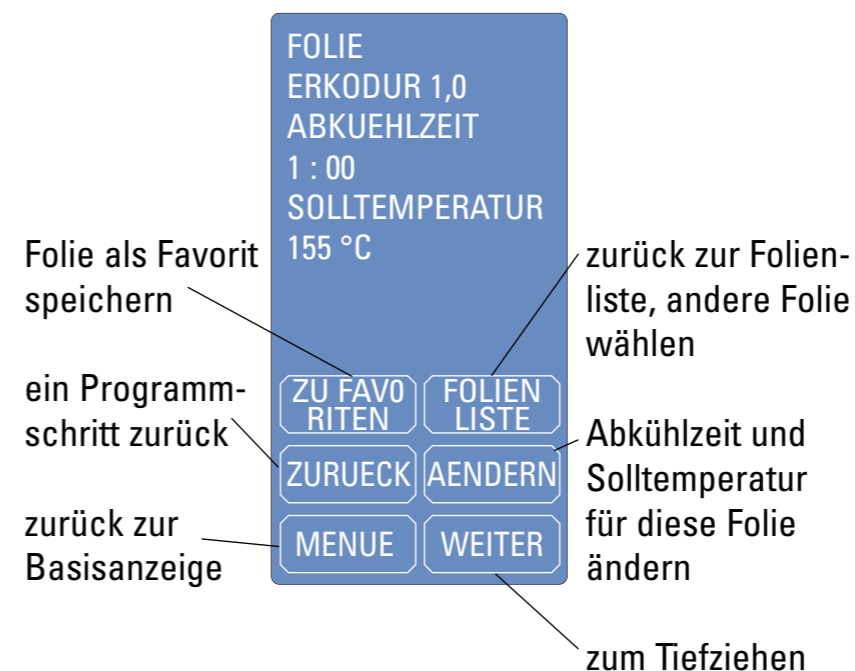 FOLIE
ERKODUR 1,0
ABKUEHLZEIT
1 : 00
SOLLTEMPERATUR
155 °C
Folie als Favorit
speichern
zurück zur Folien-
liste, andere Folie
wählen
ZU FAVO
RITEN
FOLIEN
LISTE
ein Programm-
schritt zurück
ZURUECK
AENDERN
Abkühlzeit und
Solltemperatur
für diese Folie
ändern
zurück zur
Basisanzeige
MENUE
WEITER
zum Tiefziehen